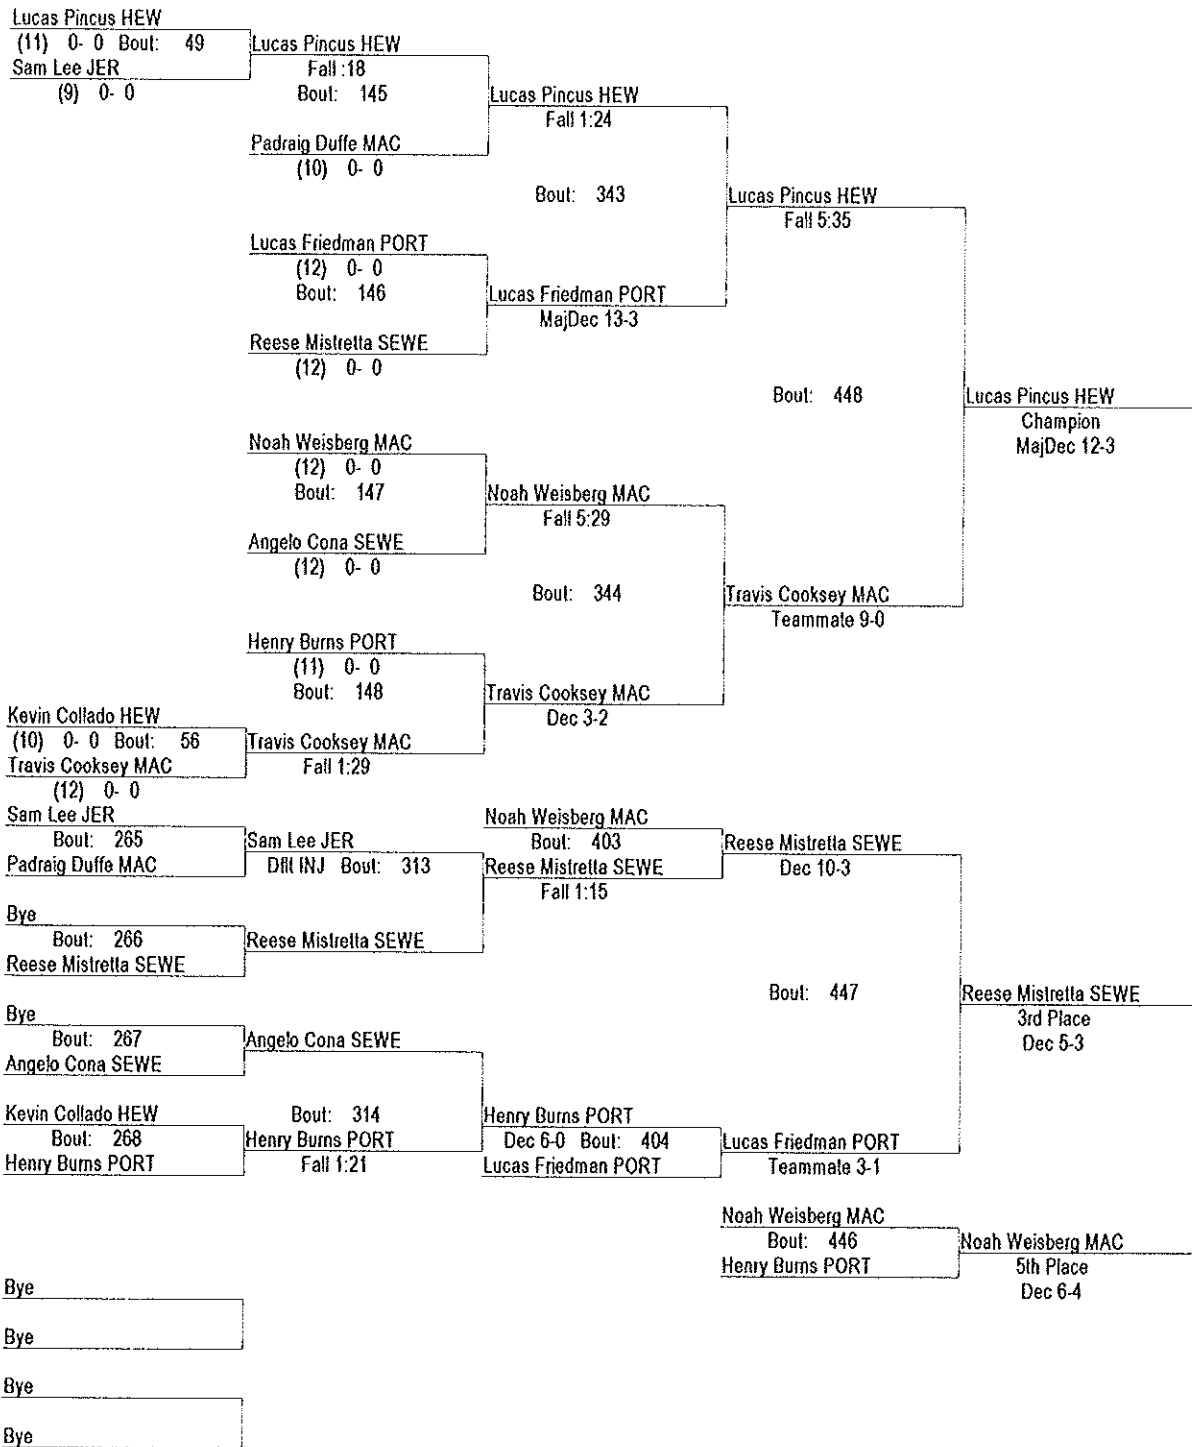 Lucas Pincus HEW
(11) 0- 0 Bout: 49
Sam Lee JER
(9) 0- 0
Lucas Pincus HEW
Fall :18
Bout: 145
Padraig Duffe MAC
(10) 0- 0
Lucas Pincus HEW
Fall 1:24
Bout: 343
Lucas Friedman PORT
(12) 0- 0
Bout: 146
Reese Mistretta SEWE
(12) 0- 0
Lucas Friedman PORT
MajDec 13-3
Lucas Pincus HEW
Fall 5:35
Bout: 448
Noah Weisberg MAC
(12) 0- 0
Bout: 147
Angelo Cona SEWE
(12) 0- 0
Noah Weisberg MAC
Fall 5:29
Bout: 344
Henry Burns PORT
(11) 0- 0
Bout: 148
Kevin Collado HEW
(10) 0- 0 Bout: 56
Travis Cooksey MAC
(12) 0- 0
Travis Cooksey MAC
Fall 1:29
Travis Cooksey MAC
Dec 3-2
Travis Cooksey MAC
Teammate 9-0
Lucas Pincus HEW
Champion
MajDec 12-3
Sam Lee JER
Bout: 265
Padraig Duffe MAC
Sam Lee JER
Dflt INJ Bout: 313
Bye
Bout: 266
Reese Mistretta SEWE
Reese Mistretta SEWE
Noah Weisberg MAC
Bout: 403
Reese Mistretta SEWE
Fall 1:15
Reese Mistretta SEWE
Dec 10-3
Bout: 447
Bye
Bout: 267
Angelo Cona SEWE
Angelo Cona SEWE
Bout: 314
Kevin Collado HEW
Bout: 268
Henry Burns PORT
Henry Burns PORT
Fall 1:21
Henry Burns PORT
Dec 6-0 Bout: 404
Lucas Friedman PORT
Lucas Friedman PORT
Teammate 3-1
Reese Mistretta SEWE
3rd Place
Dec 5-3
Noah Weisberg MAC
Bout: 446
Henry Burns PORT
Noah Weisberg MAC
5th Place
Dec 6-4
Bye
Bye
Bye
Bye